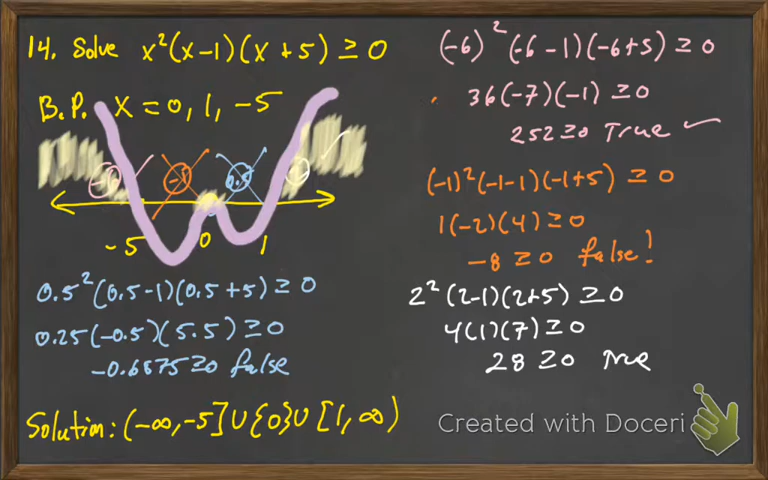 14. Solve x²(x-1)(x+5) ≥ 0
B.P. x = 0, 1, -5
-5 0 1
0.5²(0.5-1)(0.5+5) ≥ 0
0.25(-0.5)(5.5) ≥ 0
-0.6875 ≥ 0 false
(-6)²(-6-1)(-6+5) ≥ 0
36(-7)(-1) ≥ 0
252 ≥ 0 True ✓
(-1)²(-1-1)(-1+5) ≥ 0
1(-2)(4) ≥ 0
-8 ≥ 0 false!
2²(2-1)(2+5) ≥ 0
4(1)(7) ≥ 0
28 ≥ 0 True
Solution: (-∞, -5] ∪ {0} ∪ [1, ∞)
Created with Doceri